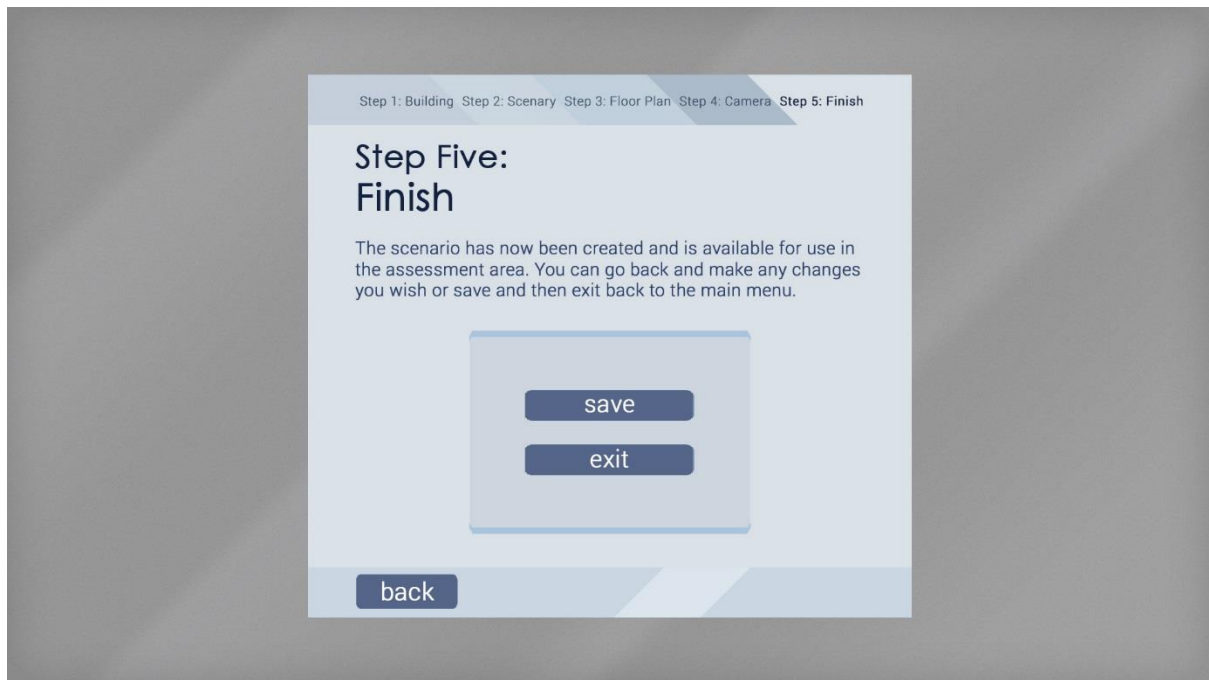 Step 1: Building Step 2: Scenary Step 3: Floor Plan Step 4: Camera Step 5: Finish
Step Five:
Finish
The scenario has now been created and is available for use in
the assessment area. You can go back and make any changes
you wish or save and then exit back to the main menu.
save
exit
back